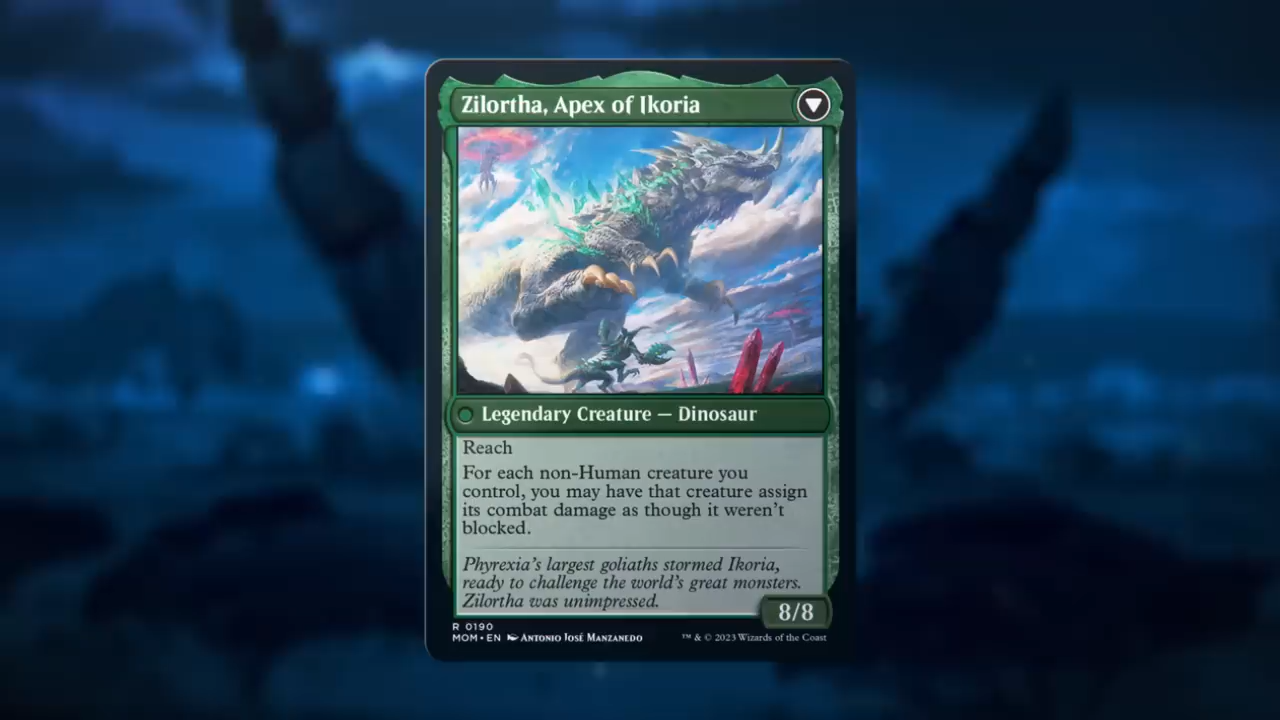 Zilortha, Apex of Ikoria
Legendary Creature — Dinosaur
Reach
For each non-Human creature you
control, you may have that creature assign
its combat damage as though it weren't
blocked.
Phyrexia's largest goliaths stormed Ikoria,
ready to challenge the world's great monsters.
Zilortha was unimpressed.
8/8
R 0190
MOM • EN Antonio José Manzanedo
™ & © 2023 Wizards of the Coast